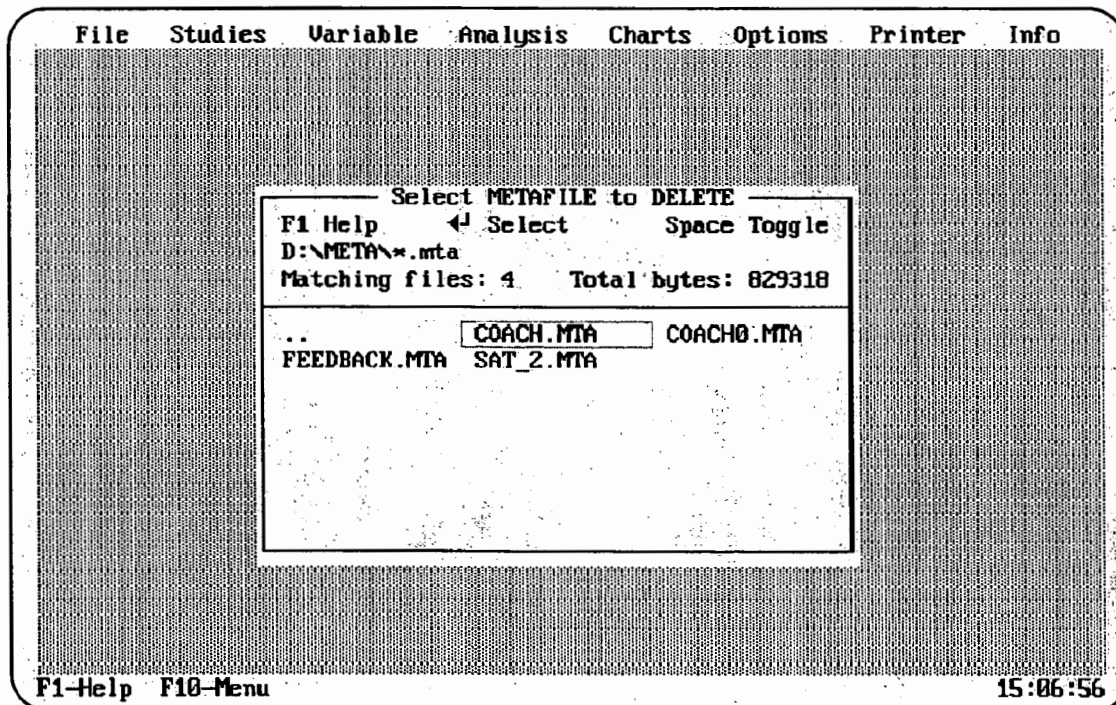 File Studies Variable Analysis Charts Options Printer Info
Select METAFILE to DELETE
F1 Help ↵ Select Space Toggle
D:\META\*.mta
Matching files: 4 Total bytes: 829318
.. COACH.MTA COACH0.MTA
FEEDBACK.MTA SAT_2.MTA
F1-Help F10-Menu 15:06:56